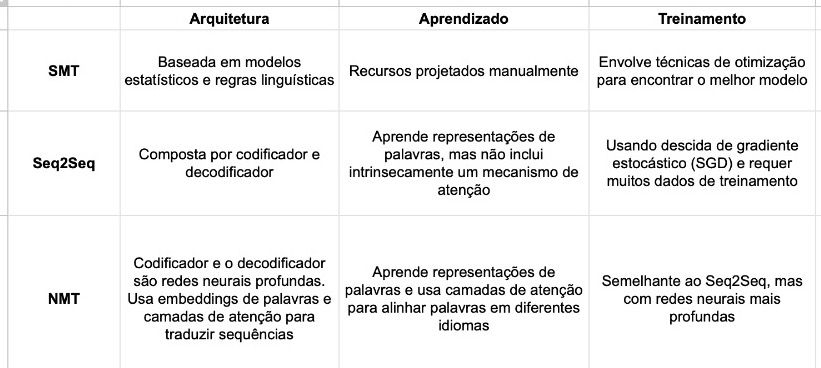 Arquitetura Aprendizado Treinamento
SMT
Baseada em modelos
estatísticos e regras linguísticas
Recursos projetados manualmente
Envolve técnicas de otimização
para encontrar o melhor modelo
Seq2Seq
Composta por codificador e
decodificador
Aprende representações de
palavras, mas não inclui
intrinsecamente um mecanismo de
atenção
Usando descida de gradiente
estocástico (SGD) e requer
muitos dados de treinamento
NMT
Codificador e o decodificador
são redes neurais profundas.
Usa embeddings de palavras e
camadas de atenção para
traduzir sequências
Aprende representações de
palavras e usa camadas de atenção
para alinhar palavras em diferentes
idiomas
Semelhante ao Seq2Seq, mas
com redes neurais mais
profundas